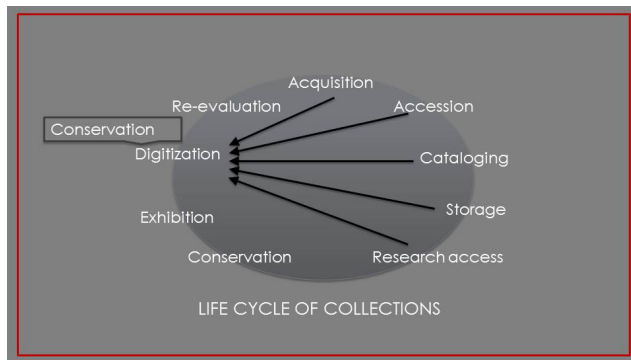 Acquisition
Re-evaluation
Accession
Conservation
Digitization
Cataloging
Exhibition
Storage
Conservation
Research access
LIFE CYCLE OF COLLECTIONS